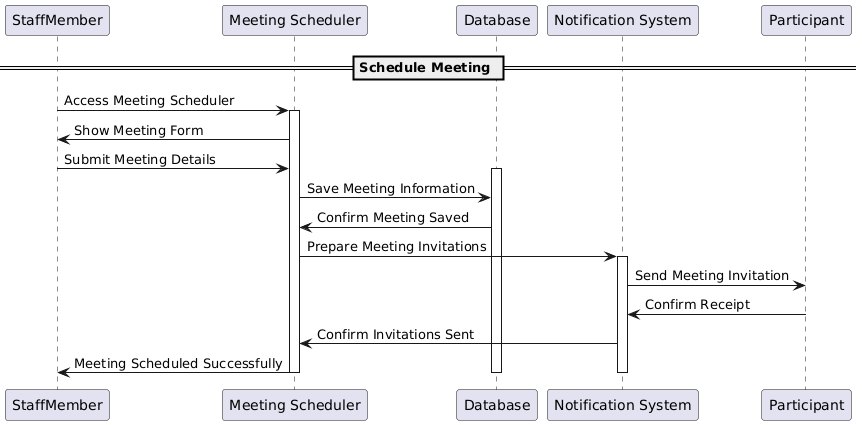 StaffMember
Meeting Scheduler
Database
Notification System
Participant
Schedule Meeting
Access Meeting Scheduler
Show Meeting Form
Submit Meeting Details
Save Meeting Information
Confirm Meeting Saved
Prepare Meeting Invitations
Send Meeting Invitation
Confirm Receipt
Confirm Invitations Sent
Meeting Scheduled Successfully
StaffMember
Meeting Scheduler
Database
Notification System
Participant